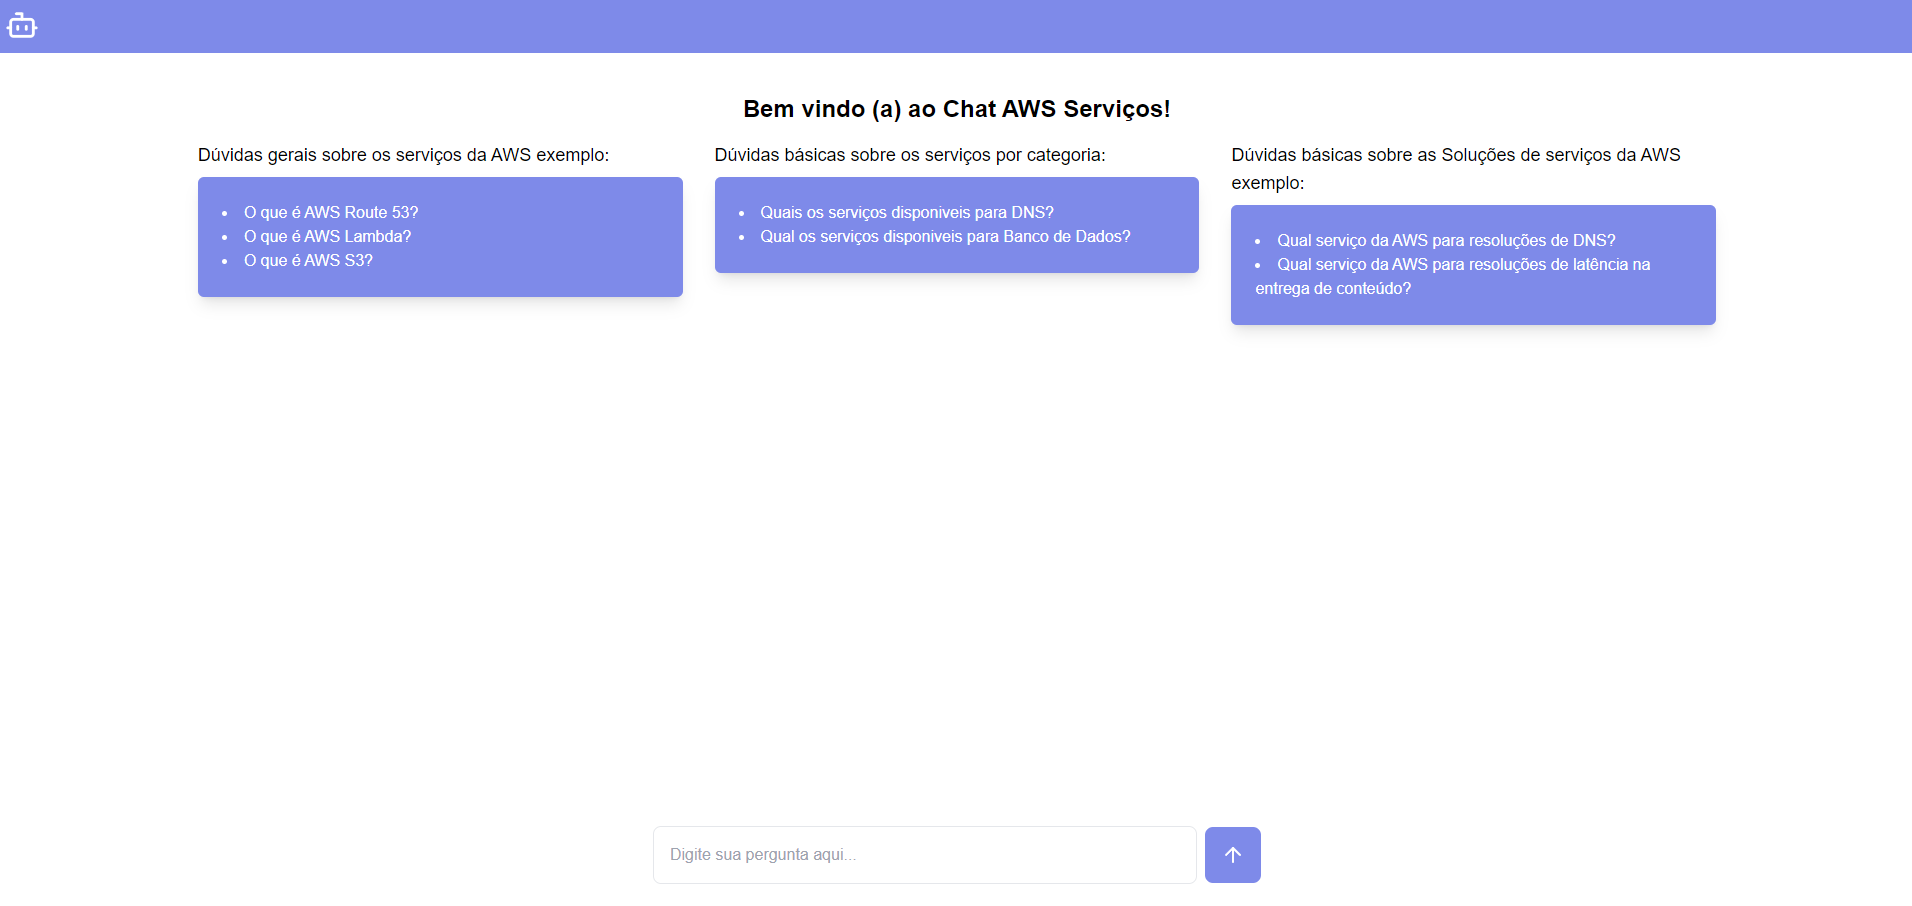 Bem vindo (a) ao Chat AWS Serviços!
Dúvidas gerais sobre os serviços da AWS exemplo:
O que é AWS Route 53?
O que é AWS Lambda?
O que é AWS S3?
Dúvidas básicas sobre os serviços por categoria:
Quais os serviços disponiveis para DNS?
Qual os serviços disponiveis para Banco de Dados?
Dúvidas básicas sobre as Soluções de serviços da AWS
exemplo:
Qual serviço da AWS para resoluções de DNS?
Qual serviço da AWS para resoluções de latência na
entrega de conteúdo?
Digite sua pergunta aqui...